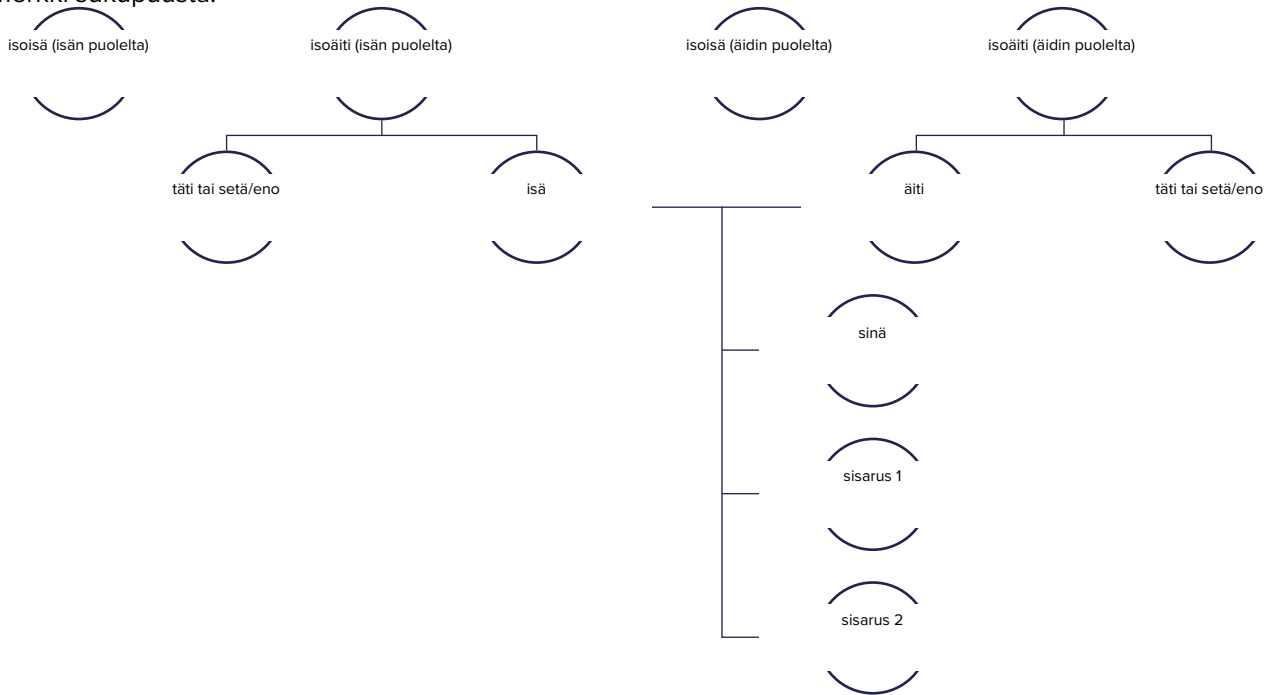 isoisä (isän puolelta) isoäiti (isän puolelta) isoisä (äidin puolelta) isoäiti (äidin puolelta)
täti tai setä/eno isä äiti täti tai setä/eno
sinä
sisarus 1
sisarus 2